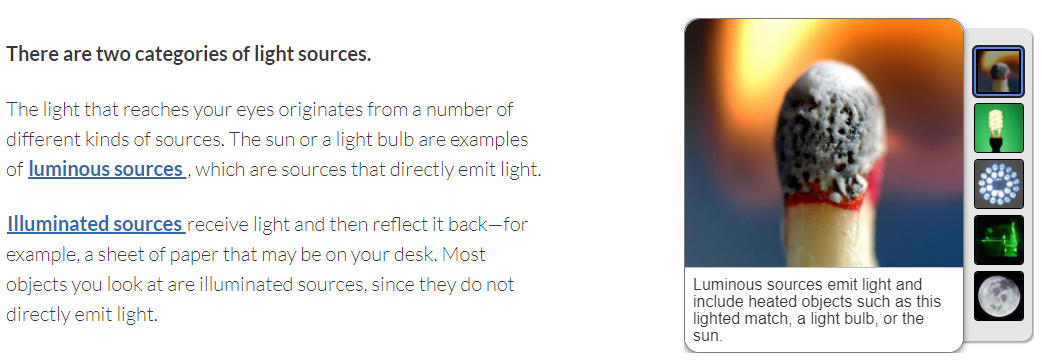 There are two categories of light sources.
The light that reaches your eyes originates from a number of
different kinds of sources. The sun or a light bulb are examples
of luminous sources , which are sources that directly emit light.
Illuminated sources receive light and then reflect it back—for
example, a sheet of paper that may be on your desk. Most
objects you look at are illuminated sources, since they do not
directly emit light.
Luminous sources emit light and
include heated objects such as this
lighted match, a light bulb, or the
sun.